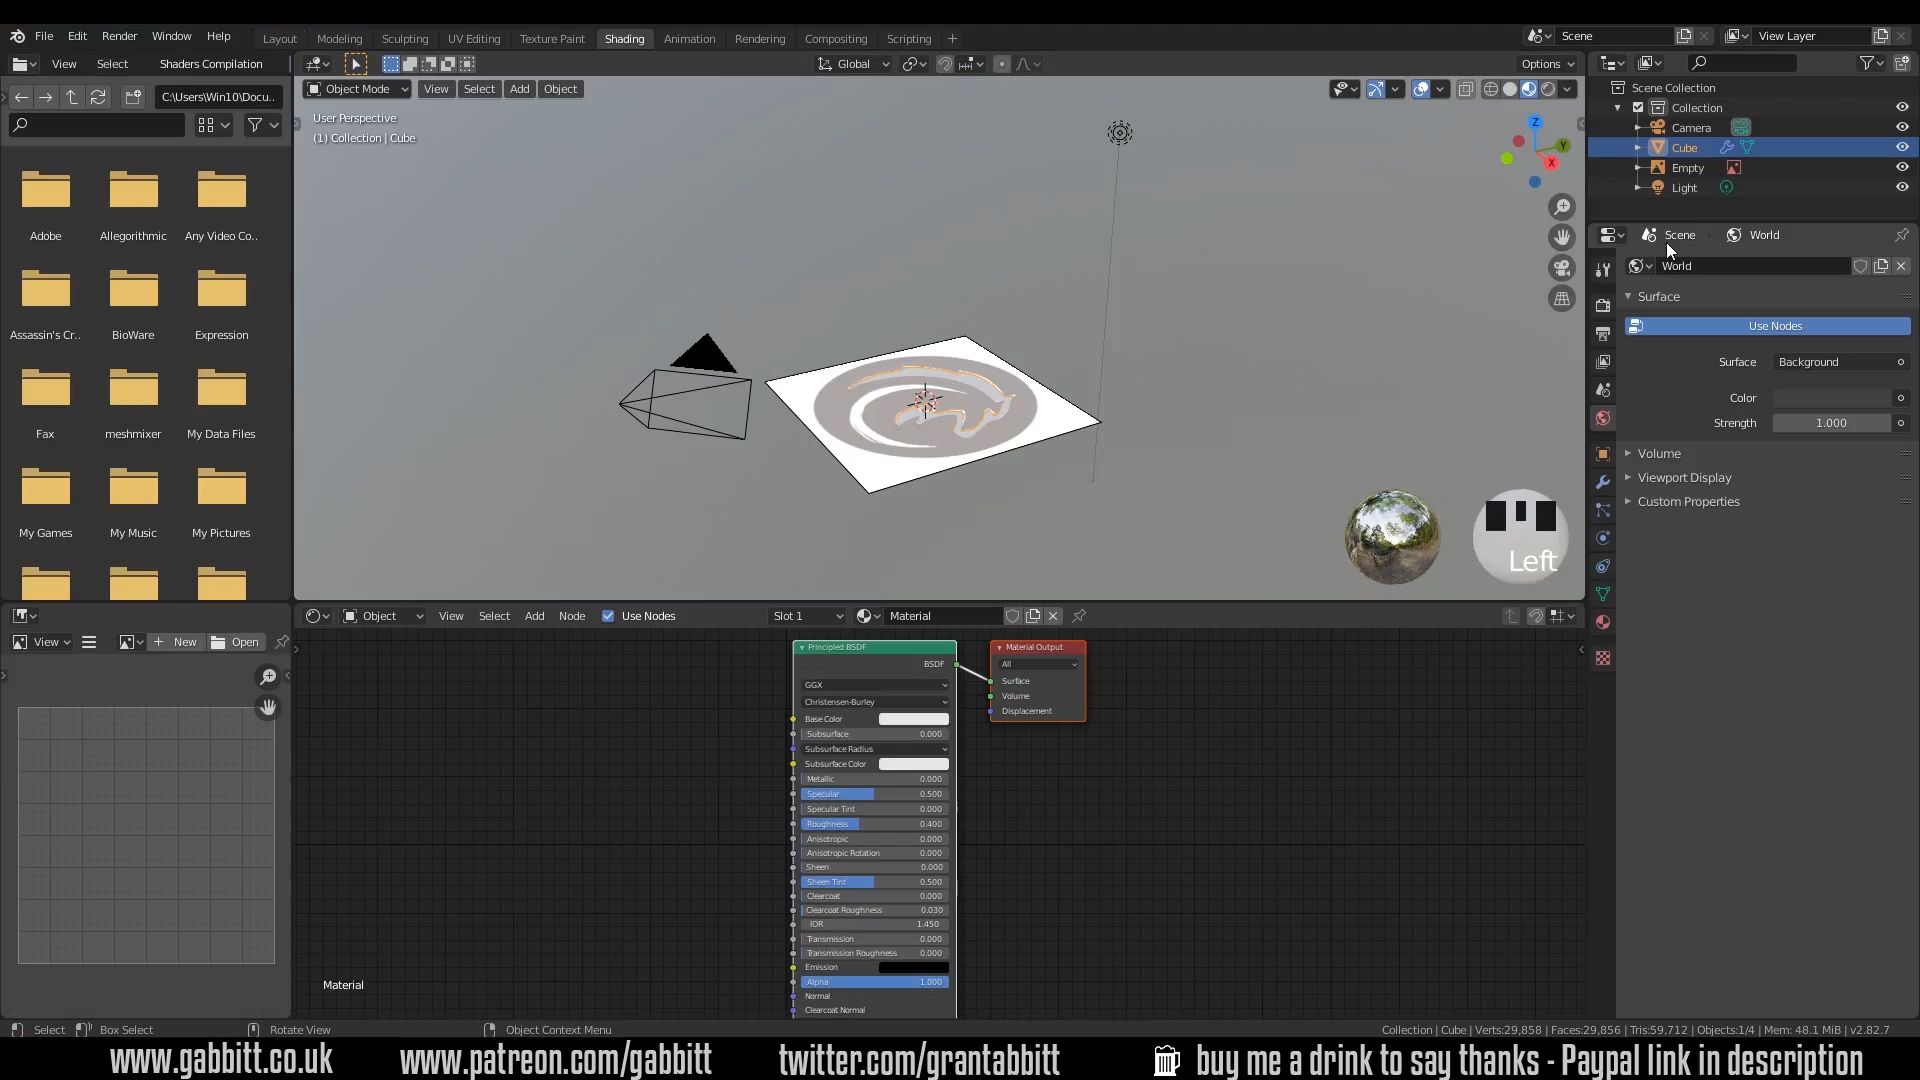 File Edit Render Window Help Layout Modeling Sculpting UV Editing Texture Paint Shading Animation Rendering Compositing Scripting + Scene View Layer
View Select Shaders Compilation Global Options
C:\Users\Win10\Docu.. Object Mode View Select Add Object
User Perspective
(1) Collection | Cube
Scene Collection
Collection
Camera
Cube
Empty
Light
Z
Y
X
Adobe Allegorithmic Any Video Co..
Assassin's Cr.. BioWare Expression
Fax meshmixer My Data Files
My Games My Music My Pictures
Left
Scene World
World
Surface
Use Nodes
Surface Background
Color
Strength 1.000
Volume
Viewport Display
Custom Properties
View New Open
Object View Select Add Node Use Nodes Slot 1 Material
Principled BSDF
BSDF
GGX
Christensen-Burley
Base Color
Subsurface 0.000
Subsurface Radius
Subsurface Color
Metallic 0.000
Specular 0.500
Specular Tint 0.000
Roughness 0.400
Anisotropic 0.000
Anisotropic Rotation 0.000
Sheen 0.000
Sheen Tint 0.500
Clearcoat 0.000
Clearcoat Roughness 0.030
IOR 1.450
Transmission 0.000
Transmission Roughness 0.000
Emission
Alpha 1.000
Normal
Clearcoat Normal
Material Output
All
Surface
Volume
Displacement
Material
Select Box Select Rotate View Object Context Menu Collection | Cube | Verts:29,858 | Faces:29,856 | Tris:59,712 | Objects:1/4 | Mem: 48.1 MiB | v2.82.7
www.gabbitt.co.uk www.patreon.com/gabbitt twitter.com/grantabbitt buy me a drink to say thanks - Paypal link in description